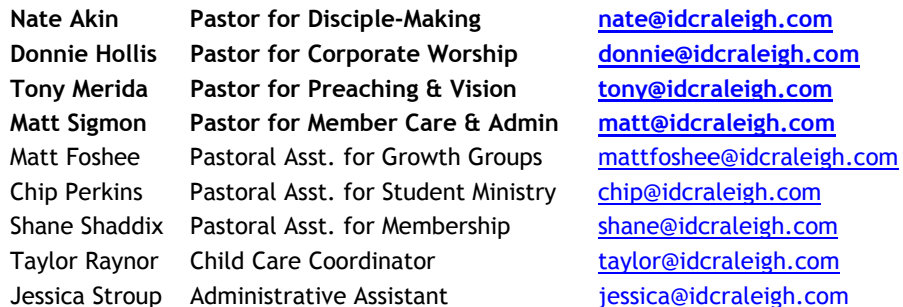 Nate Akin Pastor for Disciple-Making nate@idcraleigh.com
Donnie Hollis Pastor for Corporate Worship donnie@idcraleigh.com
Tony Merida Pastor for Preaching & Vision tony@idcraleigh.com
Matt Sigmon Pastor for Member Care & Admin matt@idcraleigh.com
Matt Foshee Pastoral Asst. for Growth Groups mattfoshee@idcraleigh.com
Chip Perkins Pastoral Asst. for Student Ministry chip@idcraleigh.com
Shane Shaddix Pastoral Asst. for Membership shane@idcraleigh.com
Taylor Raynor Child Care Coordinator taylor@idcraleigh.com
Jessica Stroup Administrative Assistant jessica@idcraleigh.com